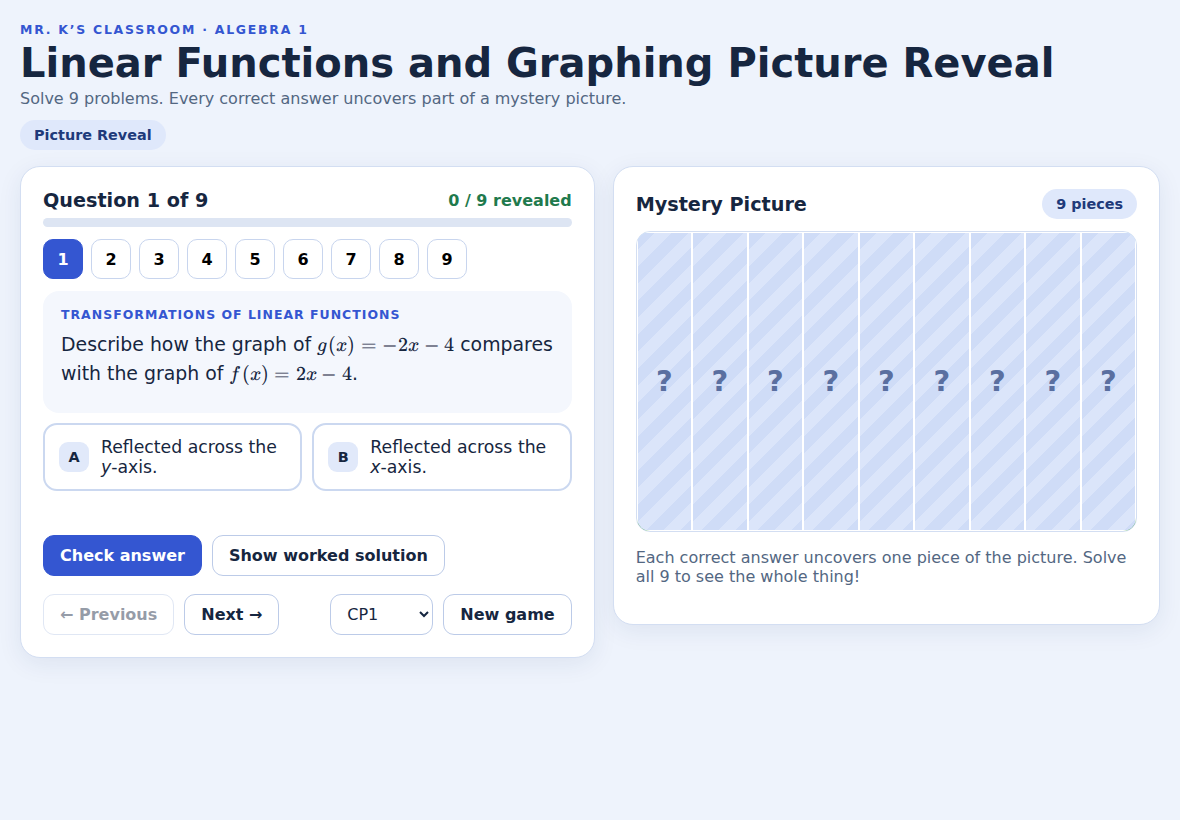 MR. K’S CLASSROOM · ALGEBRA 1
Linear Functions and Graphing Picture Reveal
Solve 9 problems. Every correct answer uncovers part of a mystery picture.
Picture Reveal
Question 1 of 9
0 / 9 revealed
1 2 3 4 5 6 7 8 9
TRANSFORMATIONS OF LINEAR FUNCTIONS
Describe how the graph of g(x) = −2x − 4 compares
with the graph of f(x) = 2x − 4.
A
Reflected across the
y-axis.
B
Reflected across the
x-axis.
Check answer
Show worked solution
← Previous
Next →
CP1
New game
Mystery Picture
9 pieces
? ? ? ? ? ? ? ? ?
Each correct answer uncovers one piece of the picture. Solve
all 9 to see the whole thing!